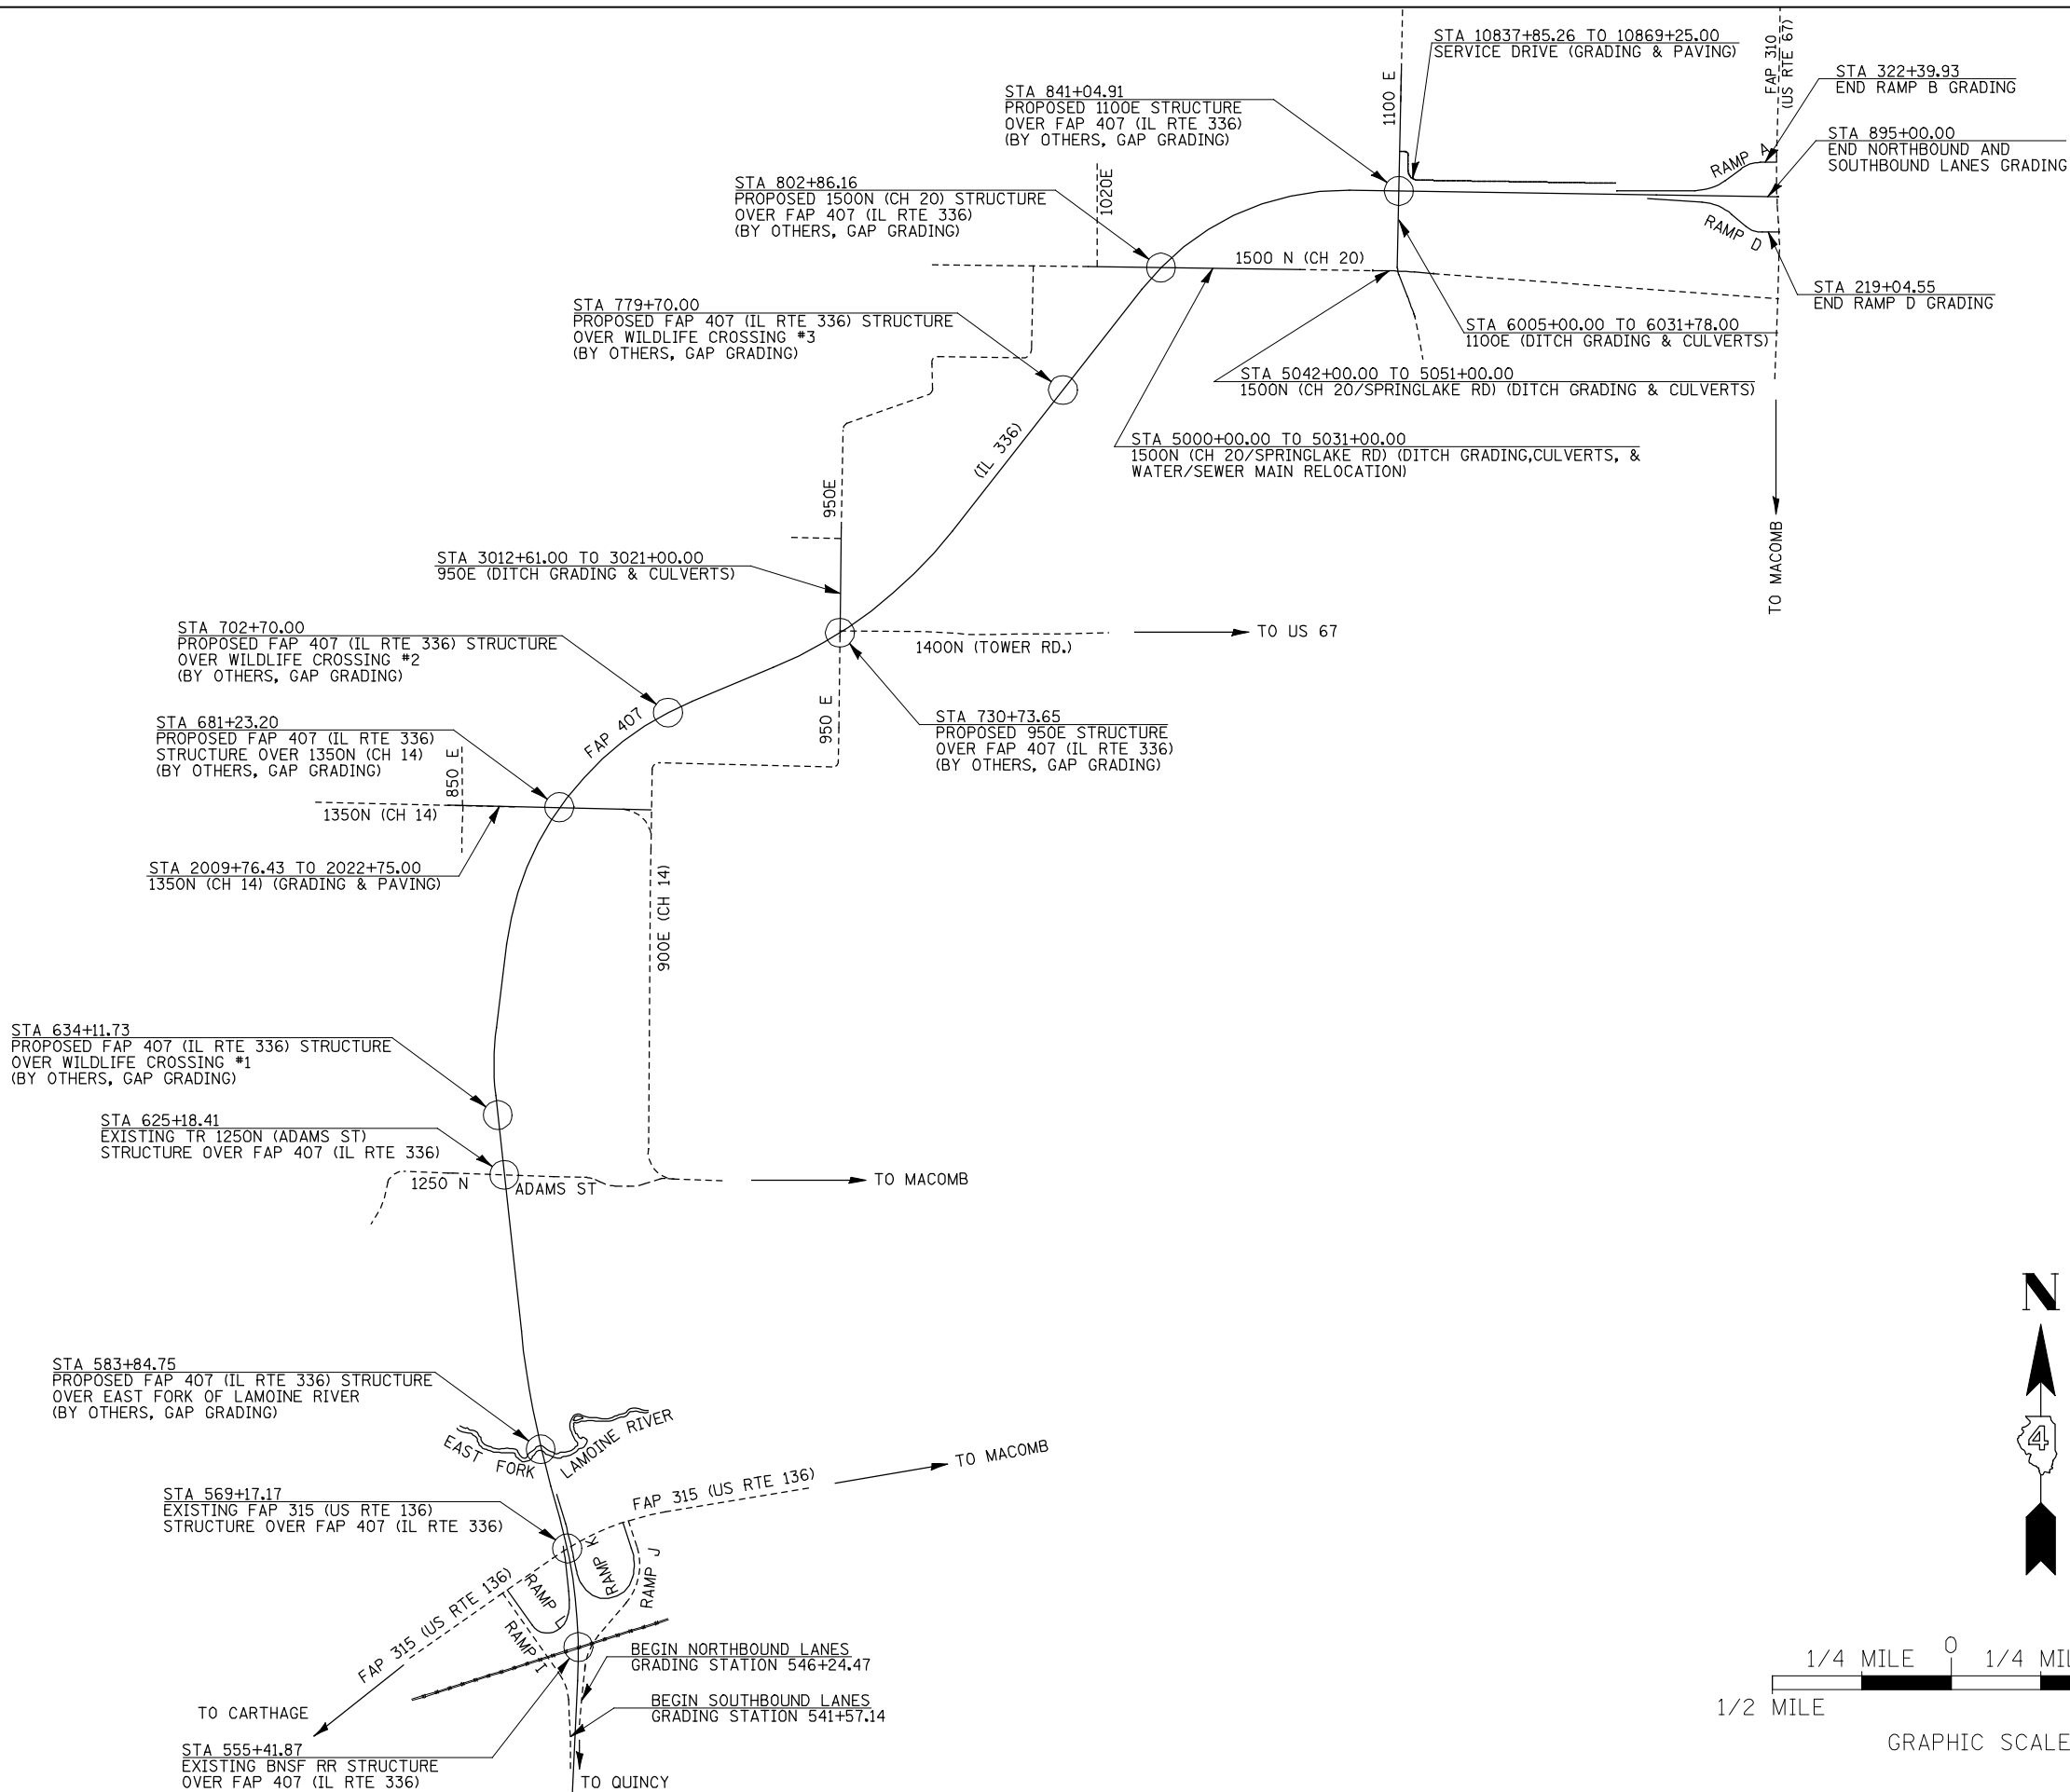 STA 10837+85.26 TO 10869+25.00
SERVICE DRIVE (GRADING & PAVING)
FAP 310
(US RTE 67)
STA 322+39.93
END RAMP B GRADING
STA 841+04.91
PROPOSED 1100E STRUCTURE
OVER FAP 407 (IL RTE 336)
(BY OTHERS, GAP GRADING)
1100 E
STA 895+00.00
END NORTHBOUND AND
SOUTHBOUND LANES GRADING
RAMP A
STA 802+86.16
PROPOSED 1500N (CH 20) STRUCTURE
OVER FAP 407 (IL RTE 336)
(BY OTHERS, GAP GRADING)
1020E
RAMP D
1500 N (CH 20)
STA 219+04.55
END RAMP D GRADING
STA 779+70.00
PROPOSED FAP 407 (IL RTE 336) STRUCTURE
OVER WILDLIFE CROSSING #3
(BY OTHERS, GAP GRADING)
STA 6005+00.00 TO 6031+78.00
1100E (DITCH GRADING & CULVERTS)
STA 5042+00.00 TO 5051+00.00
1500N (CH 20/SPRINGLAKE RD) (DITCH GRADING & CULVERTS)
STA 5000+00.00 TO 5031+00.00
1500N (CH 20/SPRINGLAKE RD) (DITCH GRADING,CULVERTS, &
WATER/SEWER MAIN RELOCATION)
(IL 336)
950E
TO MACOMB
STA 3012+61.00 TO 3021+00.00
950E (DITCH GRADING & CULVERTS)
STA 702+70.00
PROPOSED FAP 407 (IL RTE 336) STRUCTURE
OVER WILDLIFE CROSSING #2
(BY OTHERS, GAP GRADING)
TO US 67
1400N (TOWER RD.)
950 E
STA 681+23.20
PROPOSED FAP 407 (IL RTE 336)
STRUCTURE OVER 1350N (CH 14)
(BY OTHERS, GAP GRADING)
FAP 407
STA 730+73.65
PROPOSED 950E STRUCTURE
OVER FAP 407 (IL RTE 336)
(BY OTHERS, GAP GRADING)
850 E
1350N (CH 14)
STA 2009+76.43 TO 2022+75.00
1350N (CH 14) (GRADING & PAVING)
900E (CH 14)
STA 634+11.73
PROPOSED FAP 407 (IL RTE 336) STRUCTURE
OVER WILDLIFE CROSSING #1
(BY OTHERS, GAP GRADING)
STA 625+18.41
EXISTING TR 1250N (ADAMS ST)
STRUCTURE OVER FAP 407 (IL RTE 336)
1250 N
ADAMS ST
TO MACOMB
N
STA 583+84.75
PROPOSED FAP 407 (IL RTE 336) STRUCTURE
OVER EAST FORK OF LAMOINE RIVER
(BY OTHERS, GAP GRADING)
EAST FORK LAMOINE RIVER
4
TO MACOMB
STA 569+17.17
EXISTING FAP 315 (US RTE 136)
STRUCTURE OVER FAP 407 (IL RTE 336)
FAP 315 (US RTE 136)
RAMP K
RAMP J
RAMP L
RAMP I
FAP 315 (US RTE 136)
BEGIN NORTHBOUND LANES
GRADING STATION 546+24.47
BEGIN SOUTHBOUND LANES
GRADING STATION 541+57.14
TO CARTHAGE
STA 555+41.87
EXISTING BNSF RR STRUCTURE
OVER FAP 407 (IL RTE 336)
TO QUINCY
1/4 MILE 0 1/4
1/2 MILE
GRAPHIC SCALE